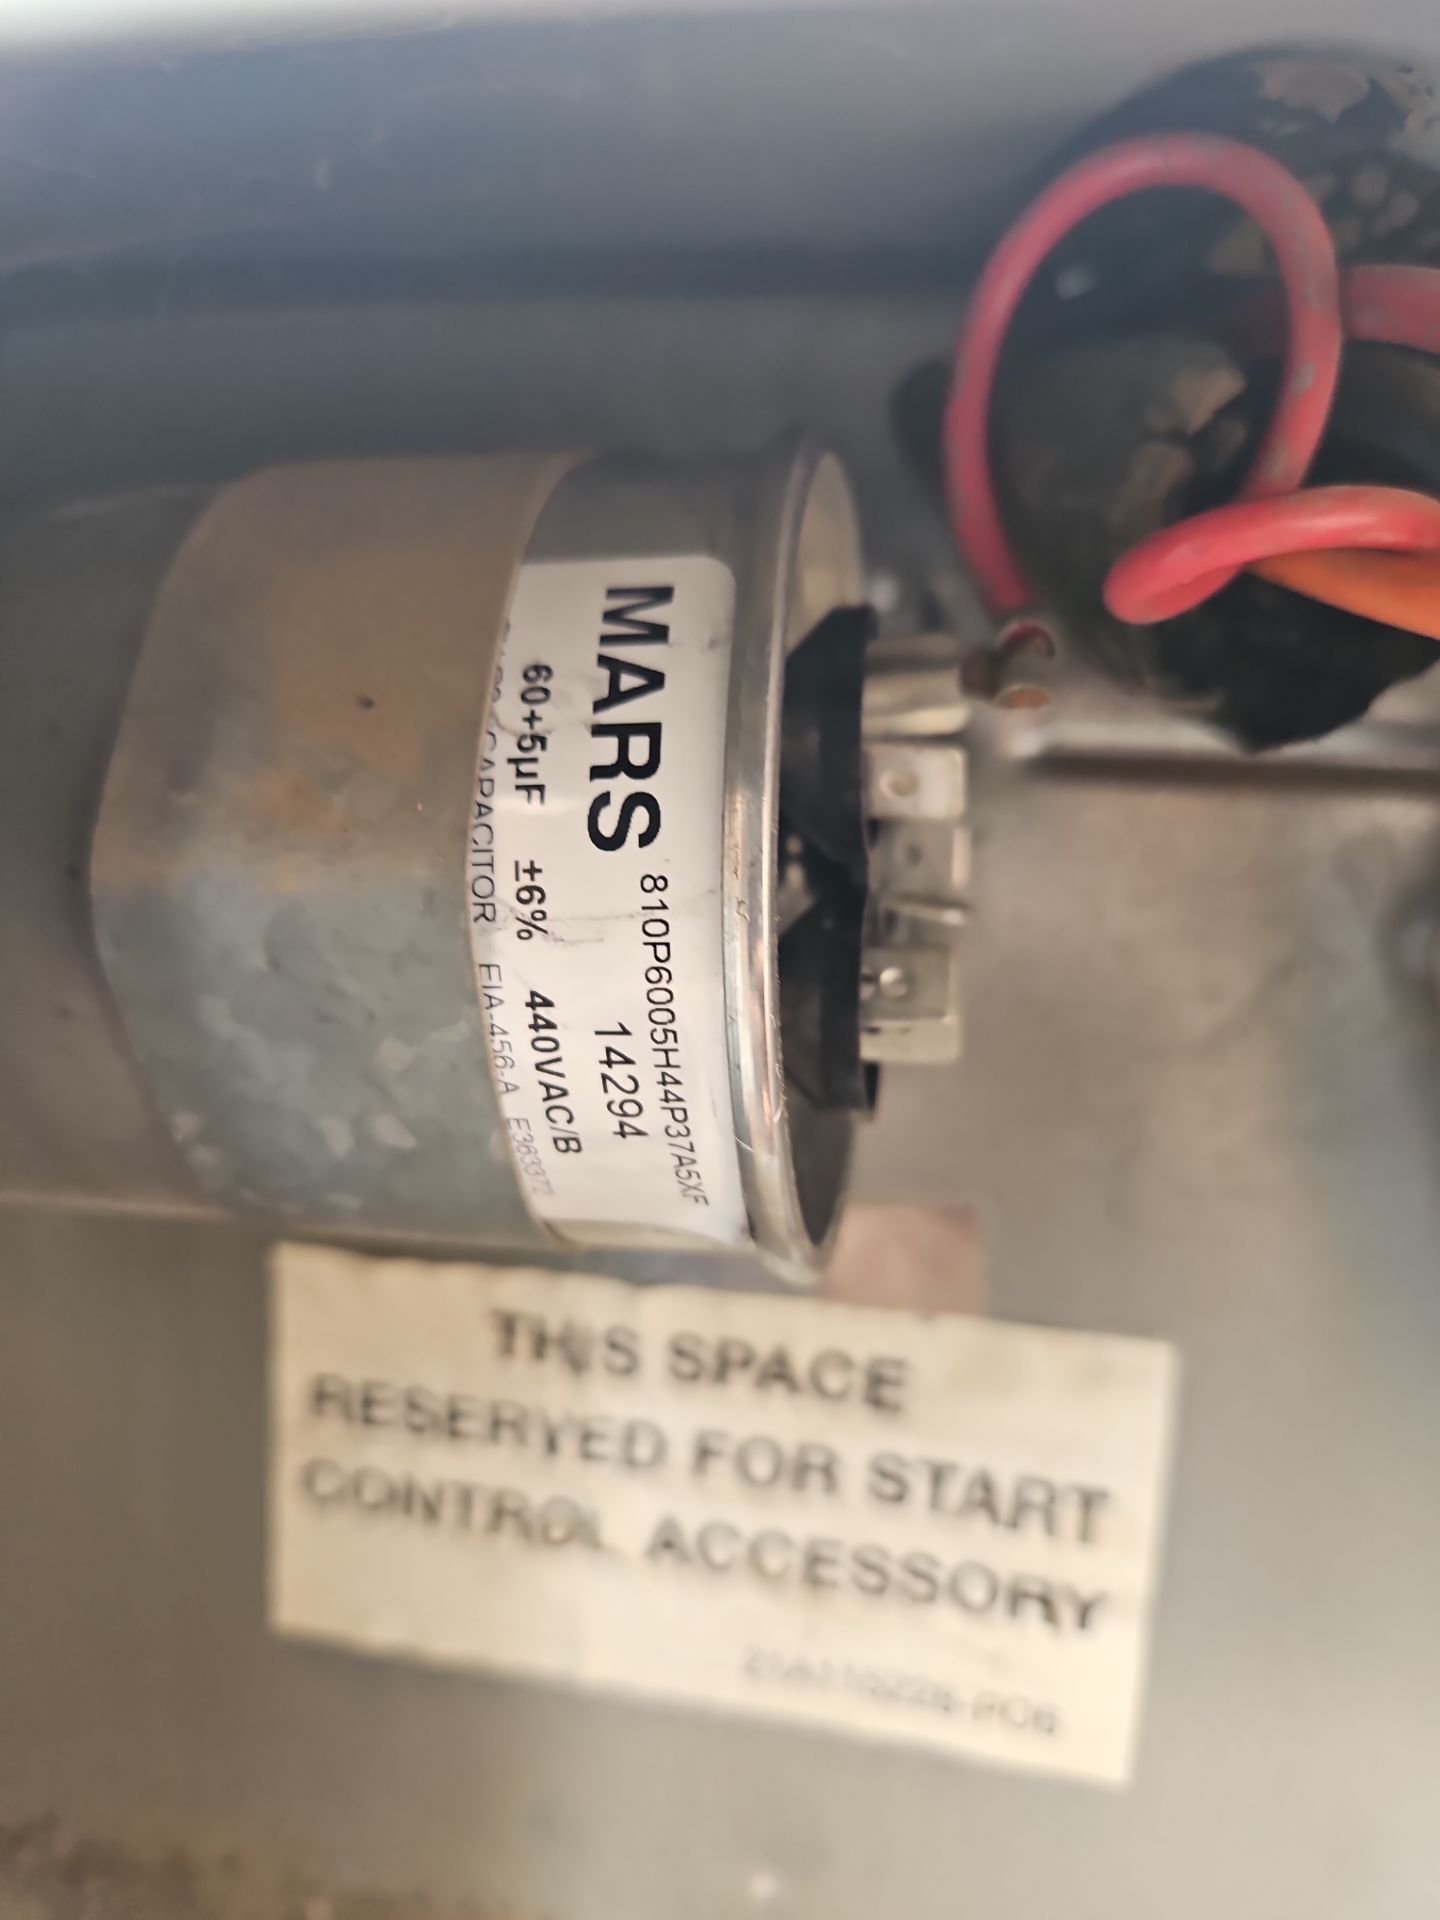 810P6005H44P37A5XF
MARS 14294
60+5µF ±6% 440VAC/B
CAPACITOR EIA-456-A E363372
THIS SPACE
RESERVED FOR START
CONTROL ACCESSORY